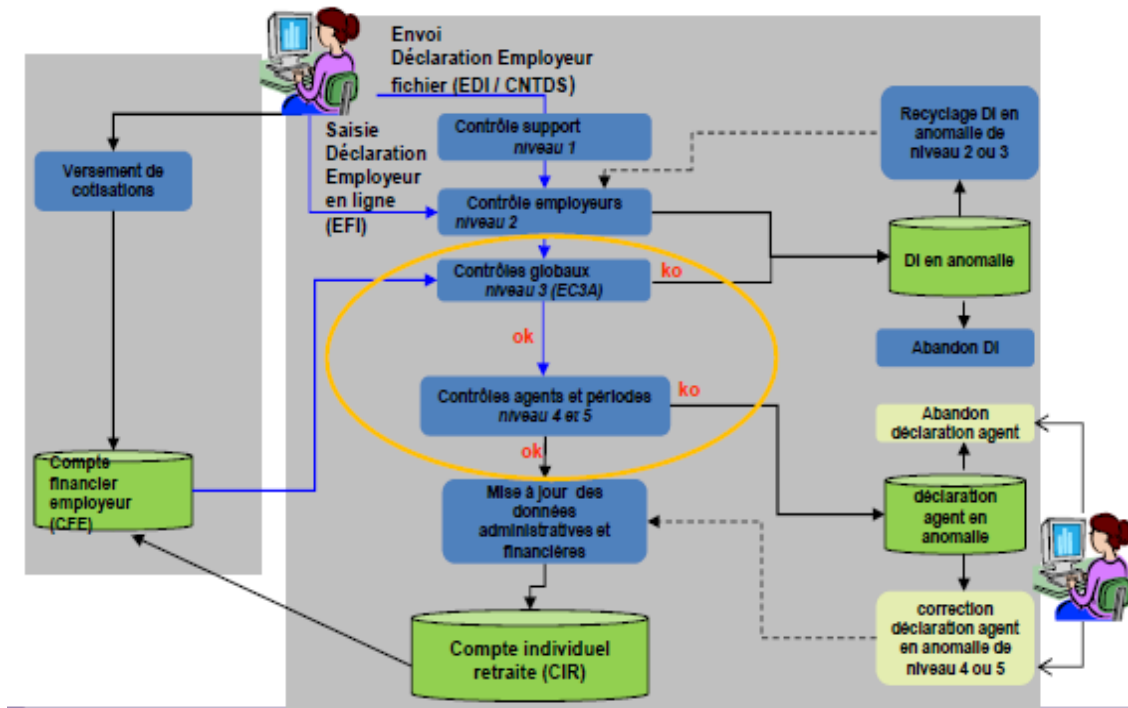 Envoi
Déclaration Employeur
fichier (EDI / CNTDS)
Saisie
Déclaration
Employeur
en ligne
(EFI)
Versement de
cotisations
Compte
financier
employeur
(CFE)
Contrôle support
niveau 1
Contrôle employeurs
niveau 2
Contrôles globaux
niveau 3 (EC3A)
ko
ok
Contrôles agents et périodes
niveau 4 et 5
ko
ok
Mise à jour des
données
administratives et
financières
Compte individuel
retraite (CIR)
Recyclage DI en
anomalie de
niveau 2 ou 3
DI en anomalie
Abandon DI
Abandon
déclaration agent
déclaration
agent en
anomalie
correction
déclaration agent
en anomalie de
niveau 4 ou 5